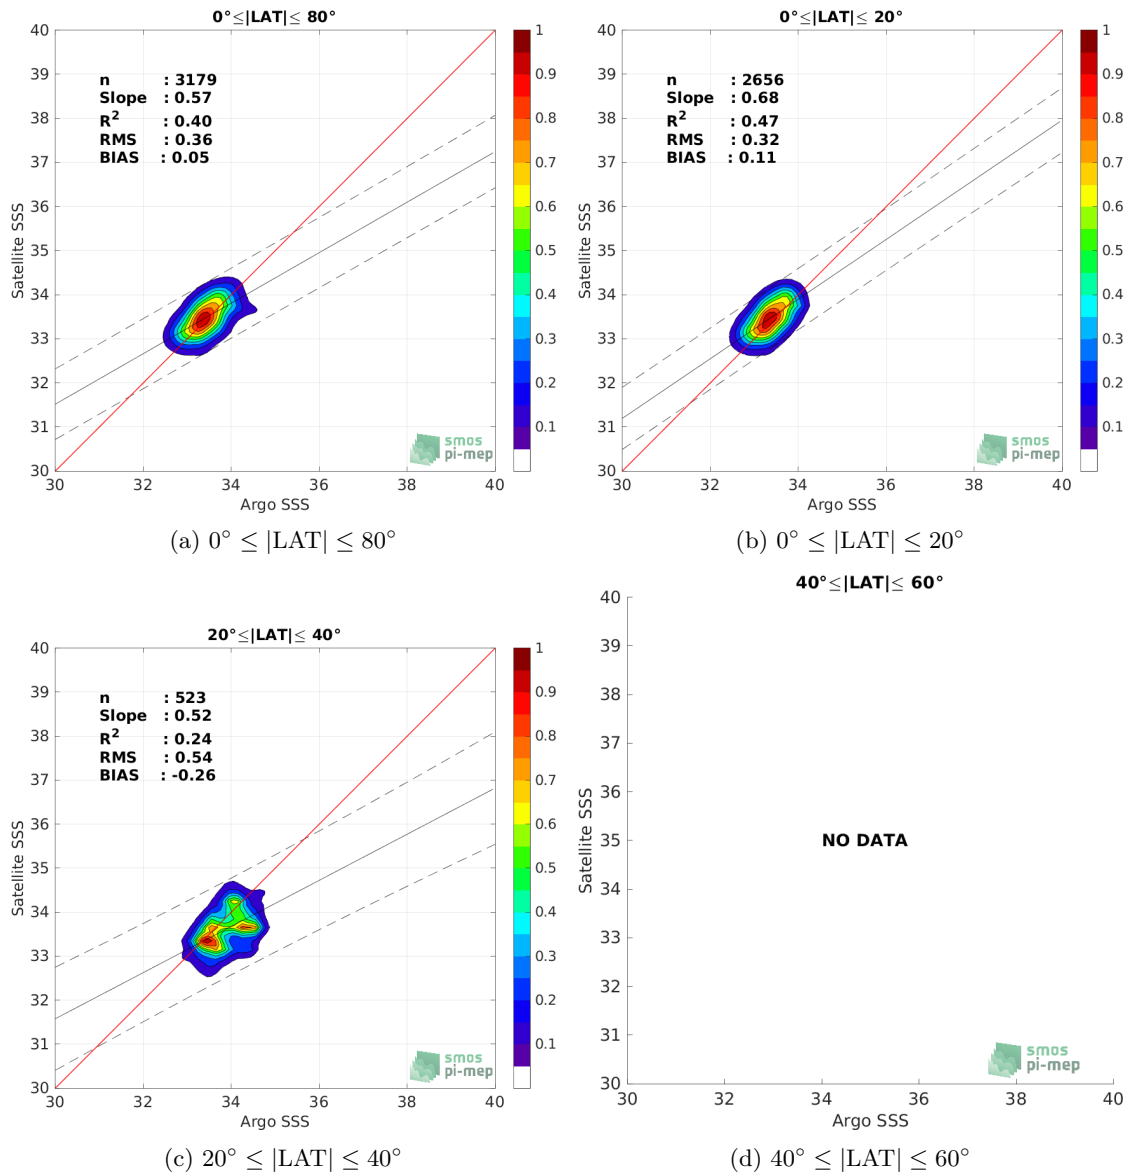 0°≤|LAT|≤ 80°
40
39
38
37
36
35
34
33
32
31
30
Satellite SSS
n : 3179
Slope : 0.57
R² : 0.40
RMS : 0.36
BIAS : 0.05
1
0.9
0.8
0.7
0.6
0.5
0.4
0.3
0.2
0.1
smos
pi-mep
30 32 34 36 38 40
Argo SSS
(a) 0° ≤ |LAT| ≤ 80°
0°≤|LAT|≤ 20°
40
39
38
37
36
35
34
33
32
31
30
Satellite SSS
n : 2656
Slope : 0.68
R² : 0.47
RMS : 0.32
BIAS : 0.11
1
0.9
0.8
0.7
0.6
0.5
0.4
0.3
0.2
0.1
smos
pi-mep
30 32 34 36 38 40
Argo SSS
(b) 0° ≤ |LAT| ≤ 20°
20°≤|LAT|≤ 40°
40
39
38
37
36
35
34
33
32
31
30
Satellite SSS
n : 523
Slope : 0.52
R² : 0.24
RMS : 0.54
BIAS : -0.26
1
0.9
0.8
0.7
0.6
0.5
0.4
0.3
0.2
0.1
smos
pi-mep
30 32 34 36 38 40
Argo SSS
(c) 20° ≤ |LAT| ≤ 40°
40°≤|LAT|≤ 60°
40
39
38
37
36
35
34
33
32
31
30
Satellite SSS
NO DATA
smos
pi-mep
30 32 34 36 38 40
Argo SSS
(d) 40° ≤ |LAT| ≤ 60°